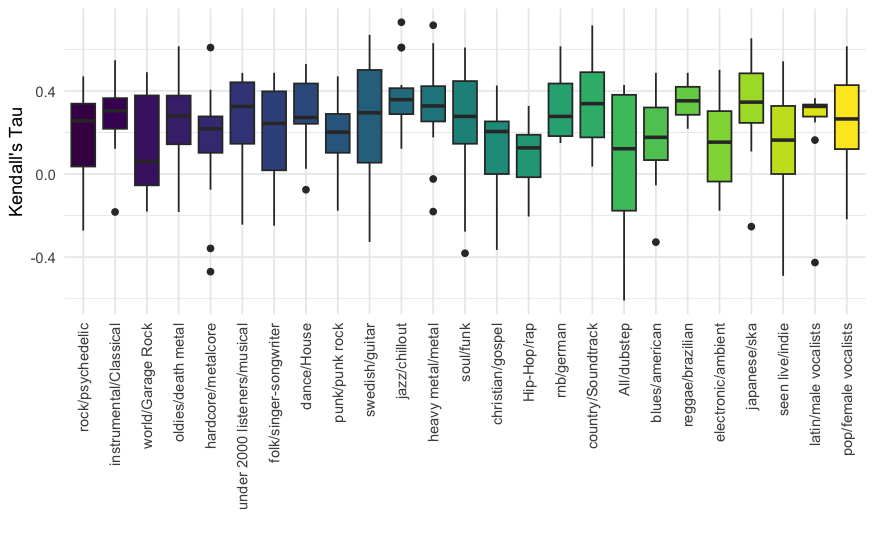 Kendall's Tau
0.4
0.0
-0.4
rock/psychedelic
instrumental/Classical
world/Garage Rock
oldies/death metal
hardcore/metalcore
under 2000 listeners/musical
folk/singer-songwriter
dance/House
punk/punk rock
swedish/guitar
jazz/chillout
heavy metal/metal
soul/funk
christian/gospel
Hip-Hop/rap
rnb/german
country/Soundtrack
All/dubstep
blues/american
reggae/brazilian
electronic/ambient
japanese/ska
seen live/indie
latin/male vocalists
pop/female vocalists